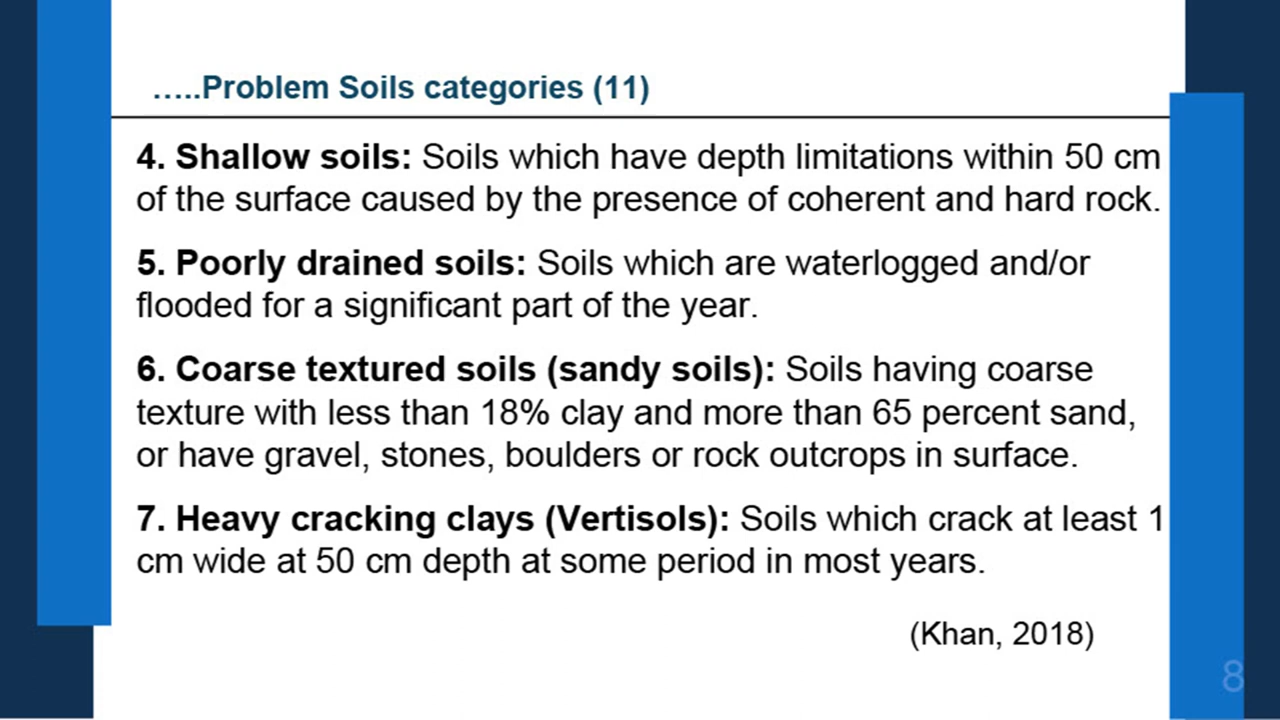 …..Problem Soils categories (11)
4. Shallow soils: Soils which have depth limitations within 50 cm
of the surface caused by the presence of coherent and hard rock.
5. Poorly drained soils: Soils which are waterlogged and/or
flooded for a significant part of the year.
6. Coarse textured soils (sandy soils): Soils having coarse
texture with less than 18% clay and more than 65 percent sand,
or have gravel, stones, boulders or rock outcrops in surface.
7. Heavy cracking clays (Vertisols): Soils which crack at least 1
cm wide at 50 cm depth at some period in most years.
(Khan, 2018)
8